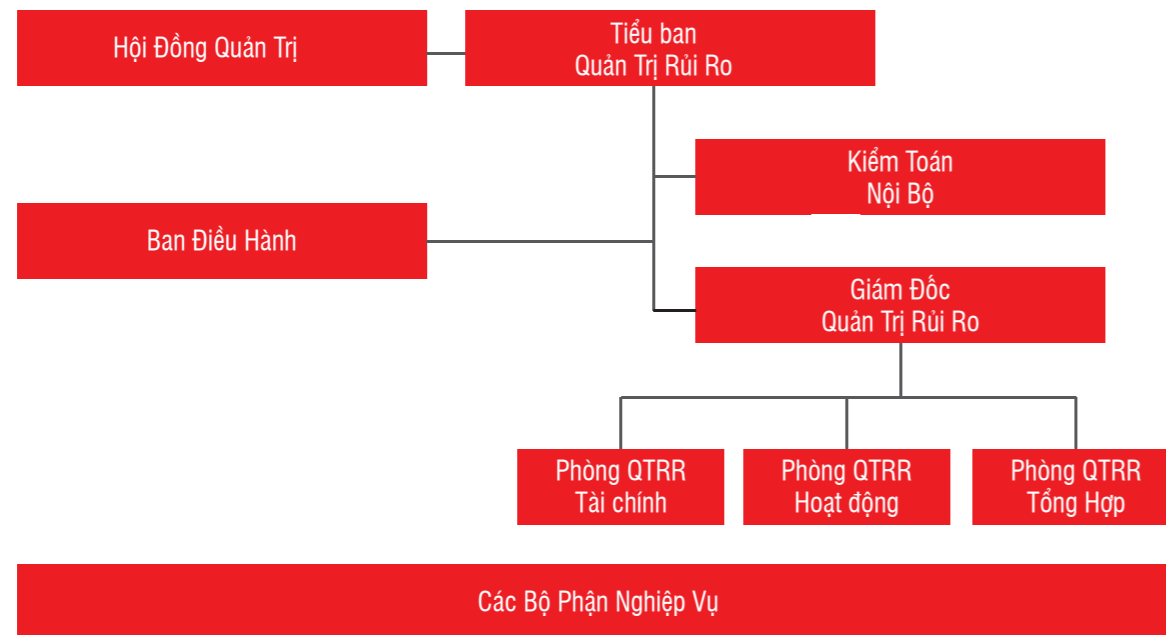 Hội Đồng Quản Trị
Tiểu ban
Quản Trị Rủi Ro
Kiểm Toán
Nội Bộ
Ban Điều Hành
Giám Đốc
Quản Trị Rủi Ro
Phòng QTRR
Tài chính
Phòng QTRR
Hoạt động
Phòng QTRR
Tổng Hợp
Các Bộ Phận Nghiệp Vụ